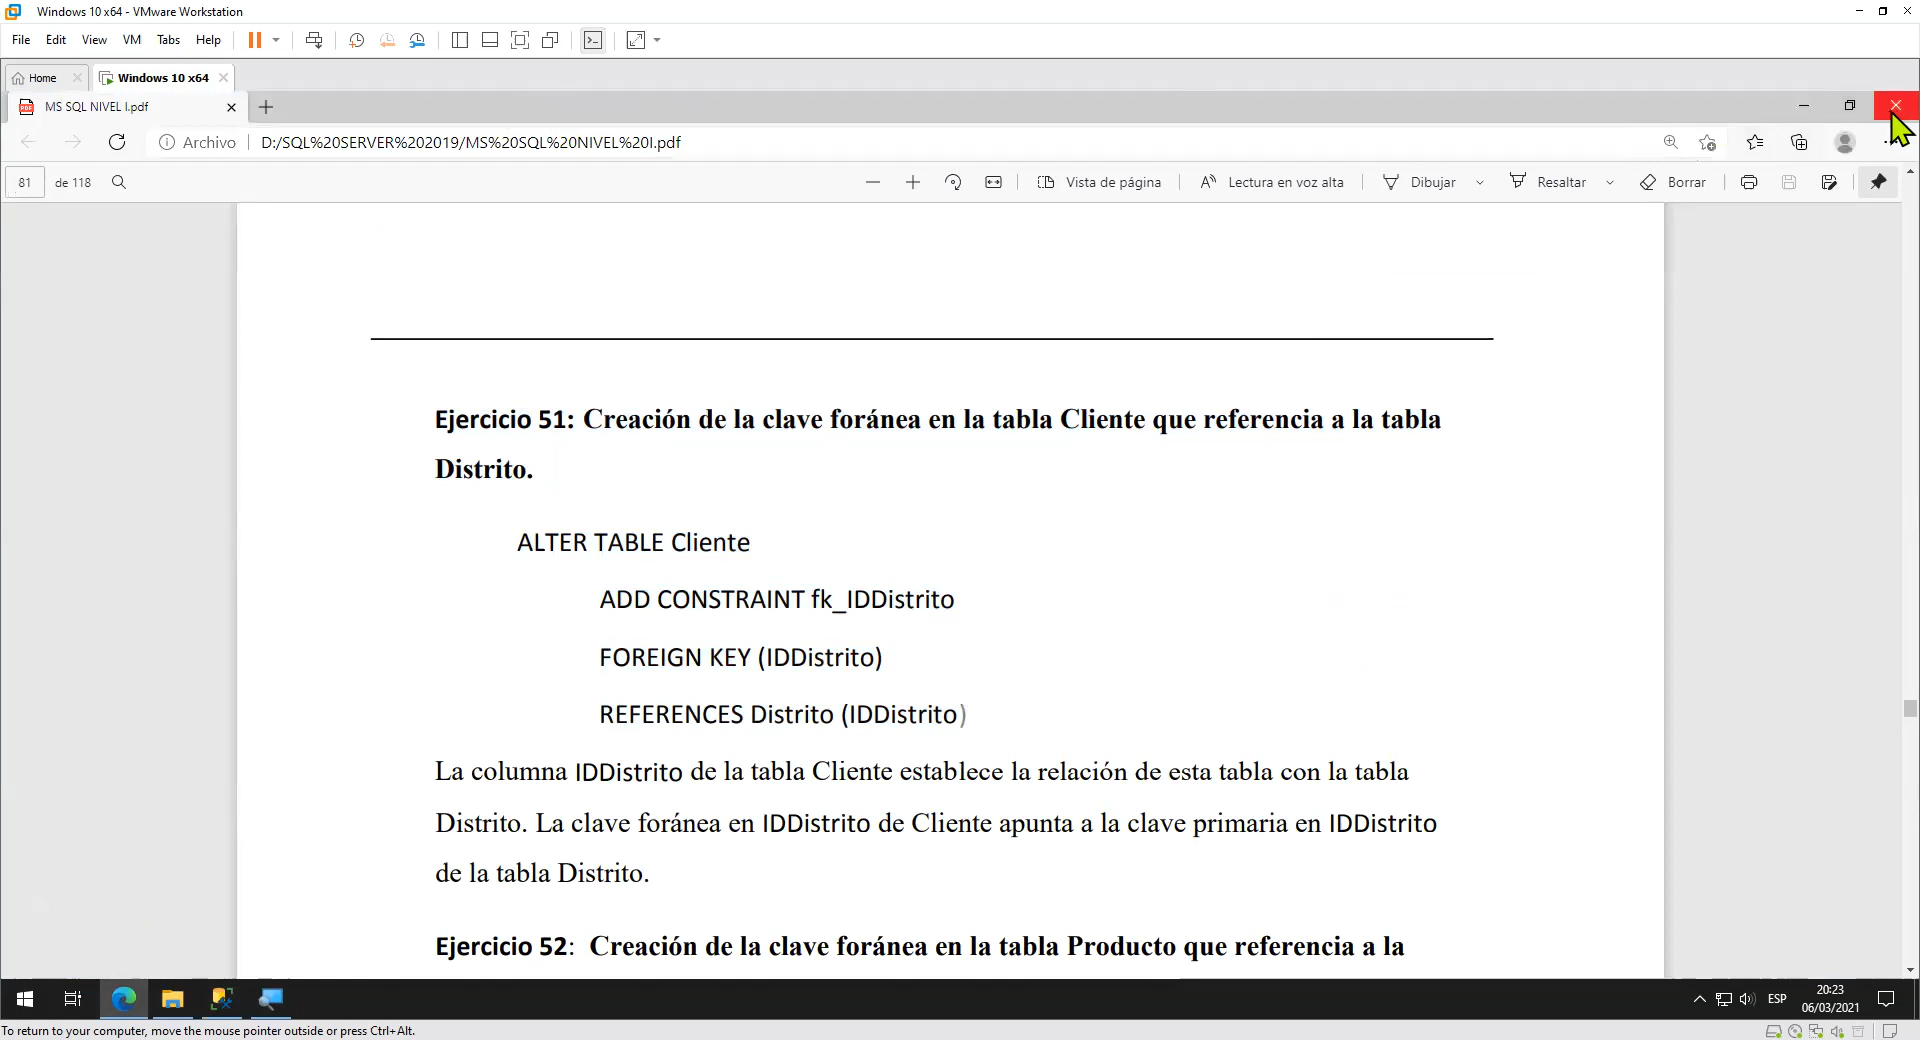 Windows 10 x64 - VMware Workstation
File Edit View VM Tabs Help
Home Windows 10 x64
MS SQL NIVEL I.pdf
Archivo D:/SQL%20SERVER%202019/MS%20SQL%20NIVEL%20I.pdf
81 de 118 Vista de página Lectura en voz alta Dibujar Resaltar Borrar
Ejercicio 51: Creación de la clave foránea en la tabla Cliente que referencia a la tabla
Distrito.
ALTER TABLE Cliente
ADD CONSTRAINT fk_IDDistrito
FOREIGN KEY (IDDistrito)
REFERENCES Distrito (IDDistrito)
La columna IDDistrito de la tabla Cliente establece la relación de esta tabla con la tabla
Distrito. La clave foránea en IDDistrito de Cliente apunta a la clave primaria en IDDistrito
de la tabla Distrito.
Ejercicio 52: Creación de la clave foránea en la tabla Producto que referencia a la
ESP
20:23
06/03/2021
To return to your computer, move the mouse pointer outside or press Ctrl+Alt.